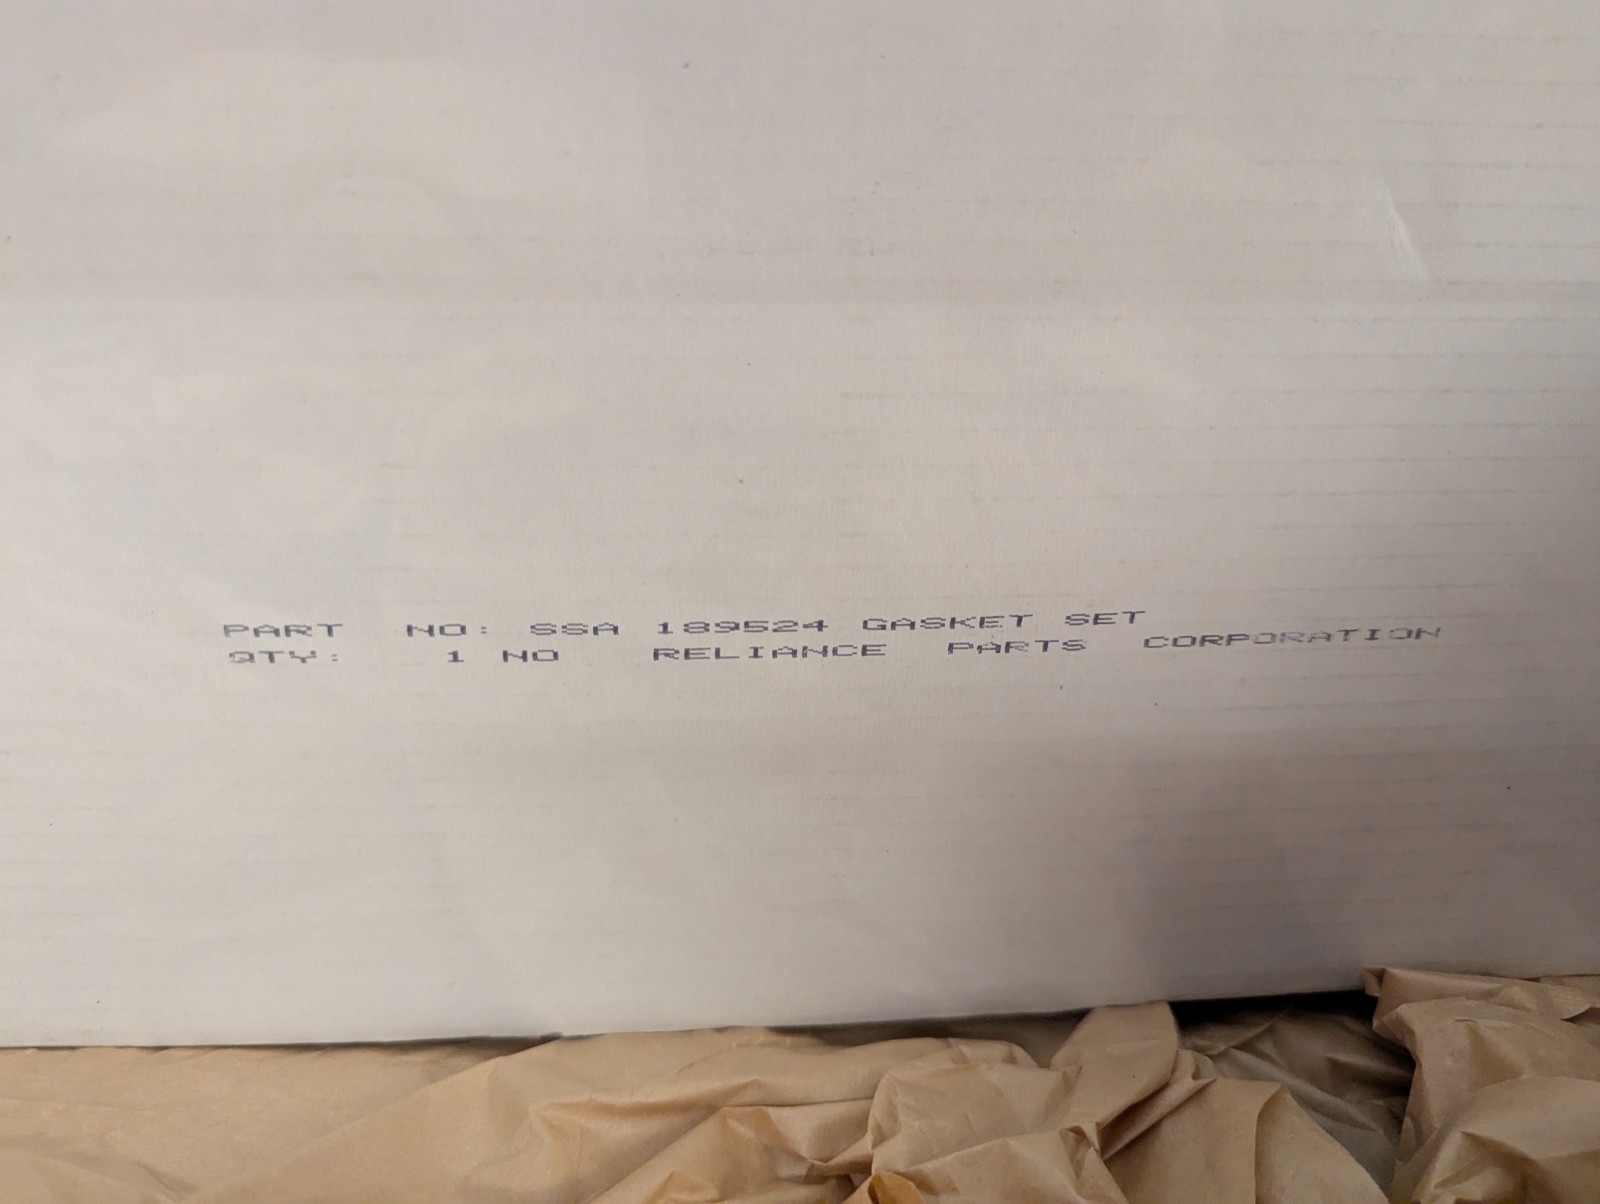 PART NO: SSA 189524 GASKET SET
QTY: 1 NO RELIANCE PARTS CORPORATION